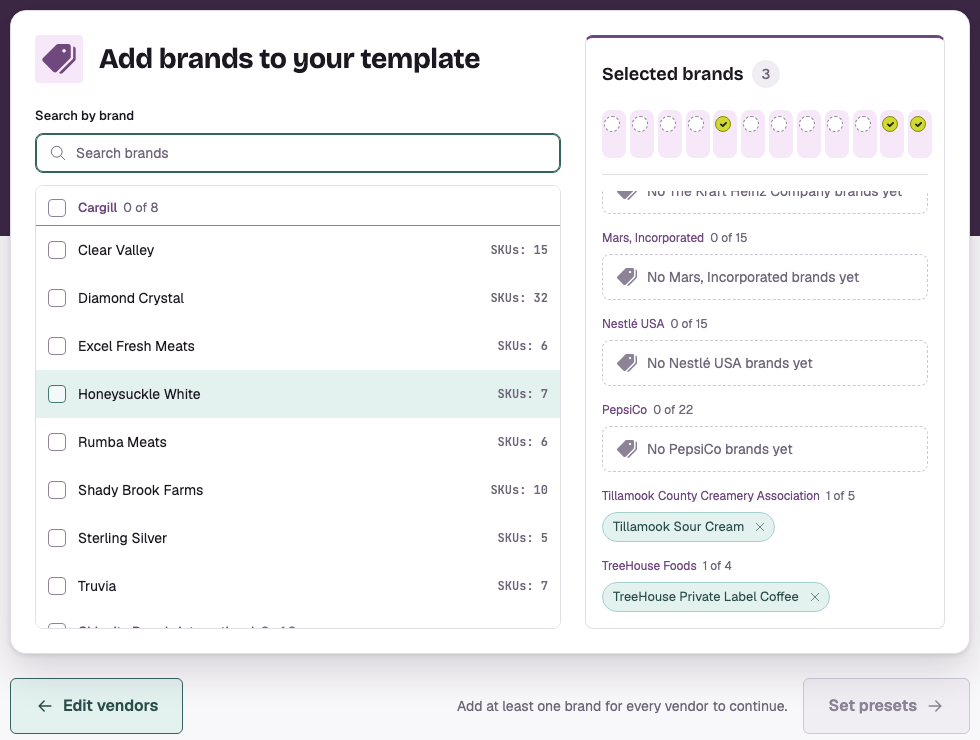 Add brands to your template
Search by brand
Search brands
Cargill 0 of 8
Clear Valley SKUs: 15
Diamond Crystal SKUs: 32
Excel Fresh Meats SKUs: 6
Honeysuckle White SKUs: 7
Rumba Meats SKUs: 6
Shady Brook Farms SKUs: 10
Sterling Silver SKUs: 5
Truvia SKUs: 7
Selected brands 3
No The Kraft Heinz Company brands yet
Mars, Incorporated 0 of 15
No Mars, Incorporated brands yet
Nestlé USA 0 of 15
No Nestlé USA brands yet
PepsiCo 0 of 22
No PepsiCo brands yet
Tillamook County Creamery Association 1 of 5
Tillamook Sour Cream
TreeHouse Foods 1 of 4
TreeHouse Private Label Coffee
Edit vendors
Add at least one brand for every vendor to continue.
Set presets